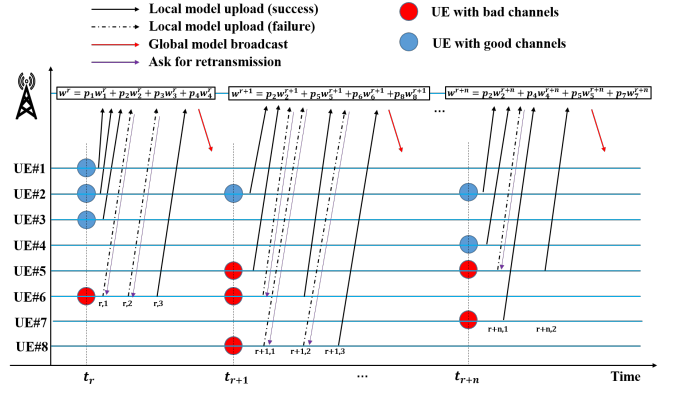 Local model upload (success)
Local model upload (failure)
Global model broadcast
Ask for retransmission
UE with bad channels
UE with good channels
w^r = p_1w_1^r + p_2w_2^r + p_3w_3^r + p_4w_4^r
w^{r+1} = p_2w_2^{r+1} + p_5w_5^{r+1} + p_6w_6^{r+1} + p_8w_8^{r+1}
w^{r+n} = p_2w_2^{r+n} + p_4w_4^{r+n} + p_5w_5^{r+n} + p_7w_7^{r+n}
...
UE#1
UE#2
UE#3
UE#4
UE#5
UE#6
r,1 r,2 r,3
UE#7
r+n,1 r+n,2
UE#8
r+1,1 r+1,2 r+1,3
t_r t_{r+1} ... t_{r+n} Time